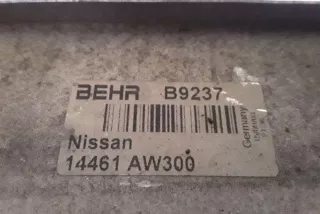 BEHR B9237
Germany
Nissan
14461 AW300